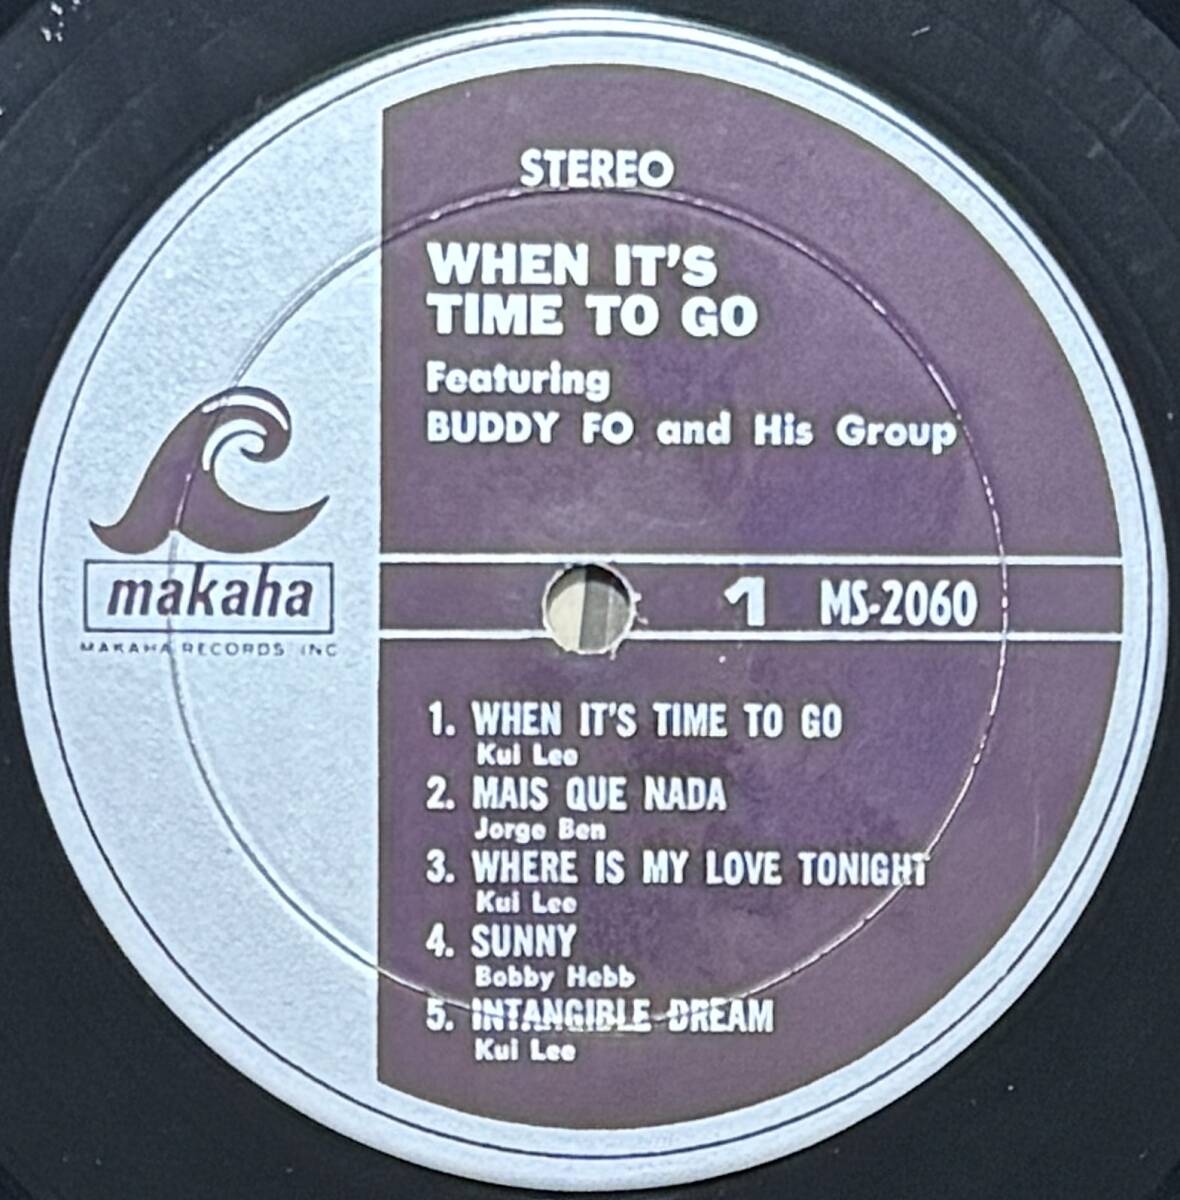 STEREO
WHEN IT'S
TIME TO GO
Featuring
BUDDY FO and His Group
makaha
MAKAHA RECORDS INC
1 MS-2060
1. WHEN IT'S TIME TO GO
Kui Lee
2. MAIS QUE NADA
Jorge Ben
3. WHERE IS MY LOVE TONIGHT
Kui Lee
4. SUNNY
Bobby Hebb
5. INTANGIBLE DREAM
Kui Lee